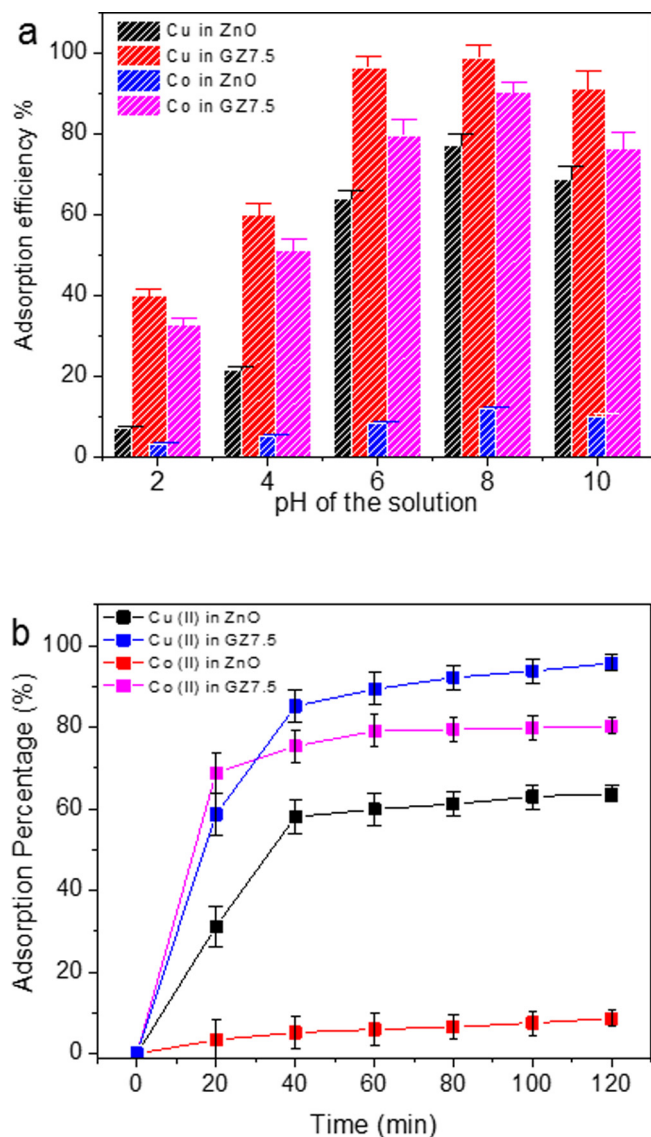 a
Cu in ZnO
Cu in GZ7.5
Co in ZnO
Co in GZ7.5
Adsorption efficiency %
100
80
60
40
20
0
2 4 6 8 10
pH of the solution
b
Cu (II) in ZnO
Cu (II) in GZ7.5
Co (II) in ZnO
Co (II) in GZ7.5
Adsorption Percentage (%)
100
80
60
40
20
0
0 20 40 60 80 100 120
Time (min)